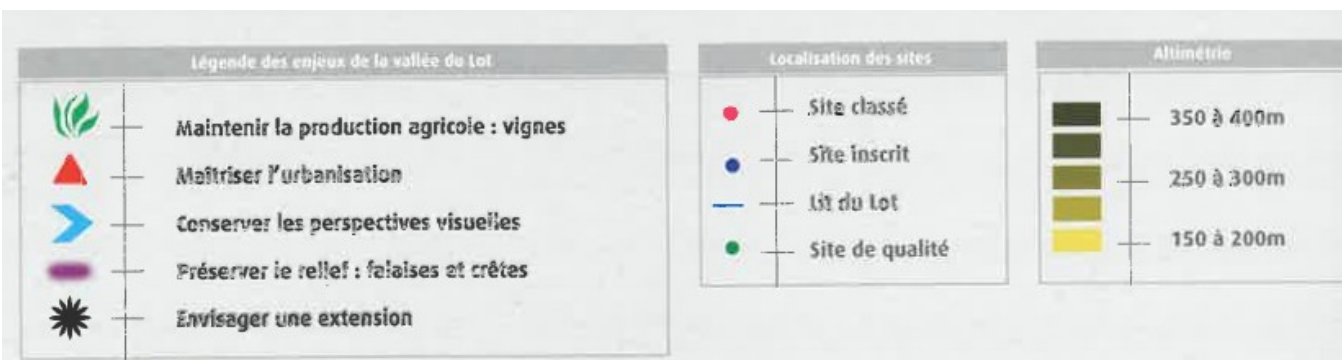 Légende des enjeux de la vallée du Lot
Maintenir la production agricole : vignes
Maîtriser l'urbanisation
Conserver les perspectives visuelles
Préserver le relief : falaises et crêtes
Envisager une extension
Localisation des sites
Site classé
Site inscrit
Lit du Lot
Site de qualité
Altimétrie
350 à 400m
250 à 300m
150 à 200m